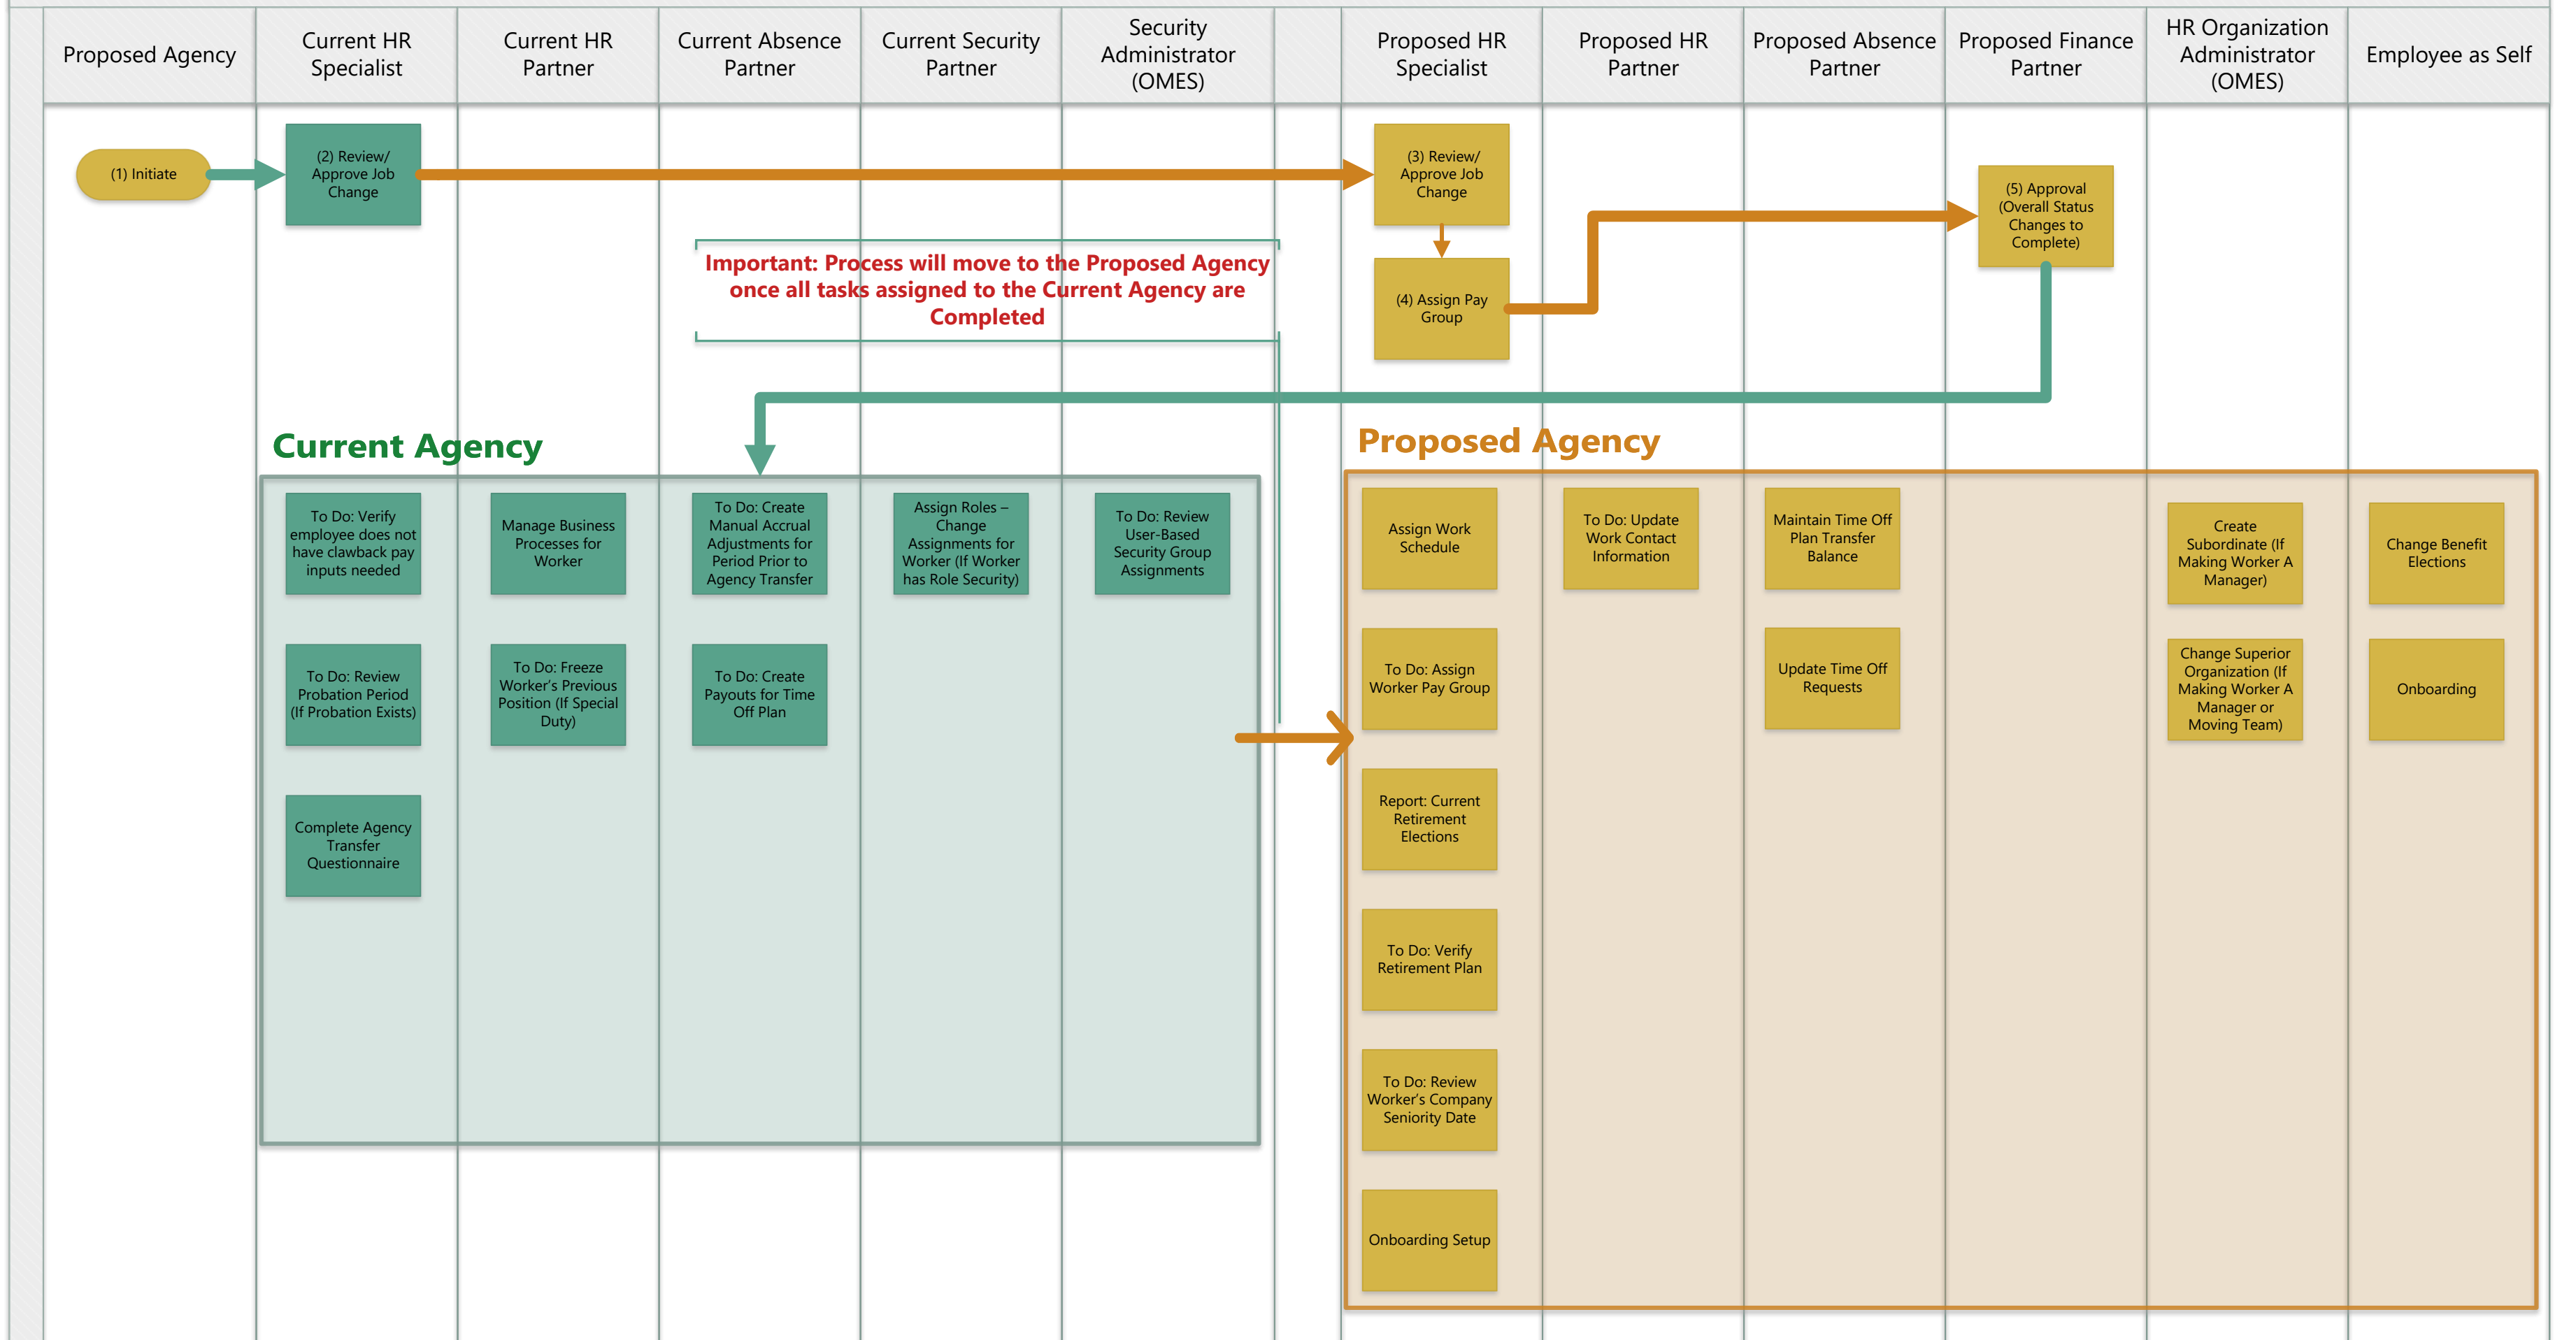 Proposed Agency
Current HR
Specialist
Current HR
Partner
Current Absence
Partner
Current Security
Partner
Security
Administrator
(OMES)
Proposed HR
Specialist
Proposed HR
Partner
Proposed Absence
Partner
Proposed Finance
Partner
HR Organization
Administrator
(OMES)
Employee as Self
(1) Initiate
(2) Review/
Approve Job
Change
(3) Review/
Approve Job
Change
(4) Assign Pay
Group
(5) Approval
(Overall Status
Changes to
Complete)
Important: Process will move to the Proposed Agency
once all tasks assigned to the Current Agency are
Completed
Current Agency
To Do: Verify
employee does not
have clawback pay
inputs needed
To Do: Review
Probation Period
(If Probation Exists)
Complete Agency
Transfer
Questionnaire
Manage Business
Processes for
Worker
To Do: Freeze
Worker's Previous
Position (If Special
Duty)
To Do: Create
Manual Accrual
Adjustments for
Period Prior to
Agency Transfer
To Do: Create
Payouts for Time
Off Plan
Assign Roles –
Change
Assignments for
Worker (If Worker
has Role Security)
To Do: Review
User-Based
Security Group
Assignments
Proposed Agency
Assign Work
Schedule
To Do: Assign
Worker Pay Group
Report: Current
Retirement
Elections
To Do: Verify
Retirement Plan
To Do: Review
Worker's Company
Seniority Date
Onboarding Setup
To Do: Update
Work Contact
Information
Maintain Time Off
Plan Transfer
Balance
Update Time Off
Requests
Create
Subordinate (If
Making Worker A
Manager)
Change Superior
Organization (If
Making Worker A
Manager or
Moving Team)
Change Benefit
Elections
Onboarding